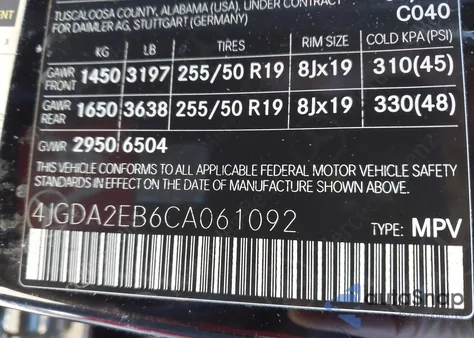 TUSCALOOSA COUNTY, ALABAMA (USA), UNDER CONTRACT
FOR DAIMLER AG, STUTTGART (GERMANY)
C040
KG LB TIRES RIM SIZE COLD KPA (PSI)
GAWR FRONT 1450 3197 255/50 R19 8Jx19 310(45)
GAWR REAR 1650 3638 255/50 R19 8Jx19 330(48)
GVWR 2950 6504
THIS VEHICLE CONFORMS TO ALL APPLICABLE FEDERAL MOTOR VEHICLE SAFETY
STANDARDS IN EFFECT ON THE DATE OF MANUFACTURE SHOWN ABOVE.
4JGDA2EB6CA061092
TYPE: MPV
autoSnap